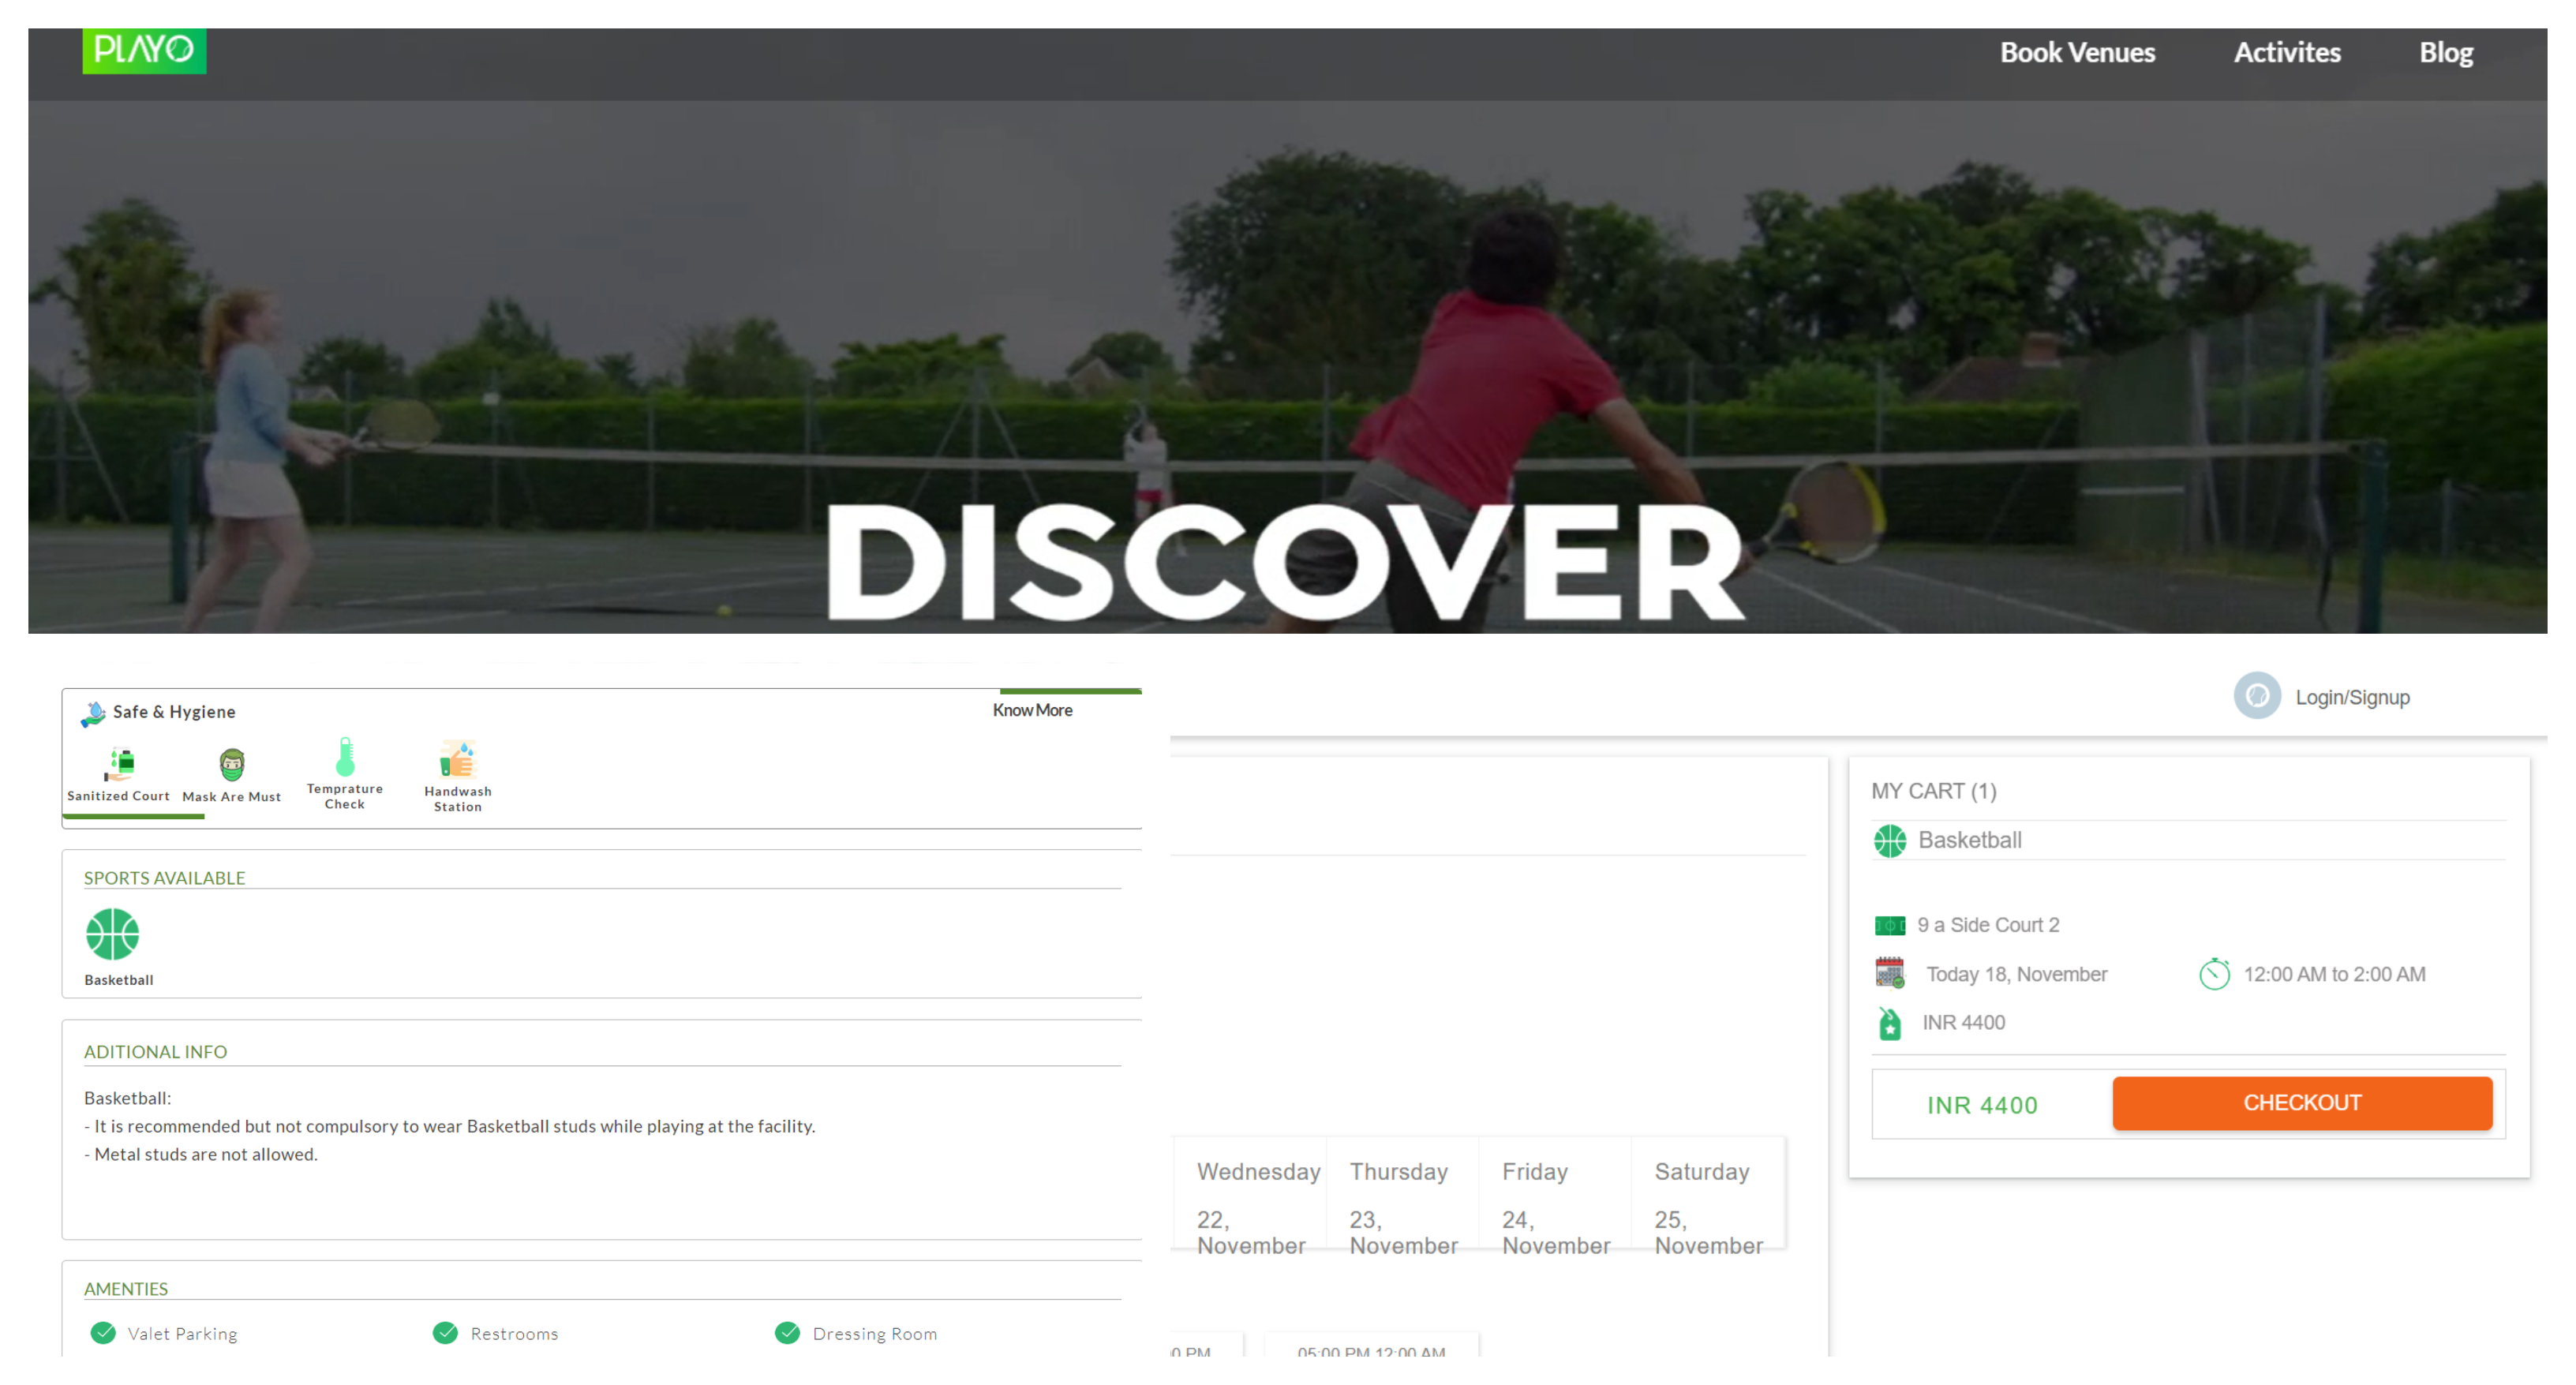 PLAYO
Book Venues Activites Blog
DISCOVER
Safe & Hygiene
Know More
Sanitized Court
Mask Are Must
Temprature
Check
Handwash
Station
SPORTS AVAILABLE
Basketball
ADITIONAL INFO
Basketball:
- It is recommended but not compulsory to wear Basketball studs while playing at the facility.
- Metal studs are not allowed.
AMENTIES
Valet Parking
Restrooms
Dressing Room
Login/Signup
Wednesday
22,
November
Thursday
23,
November
Friday
24,
November
Saturday
25,
November
0 PM
05:00 PM 12:00 AM
MY CART (1)
Basketball
9 a Side Court 2
Today 18, November
12:00 AM to 2:00 AM
INR 4400
INR 4400
CHECKOUT